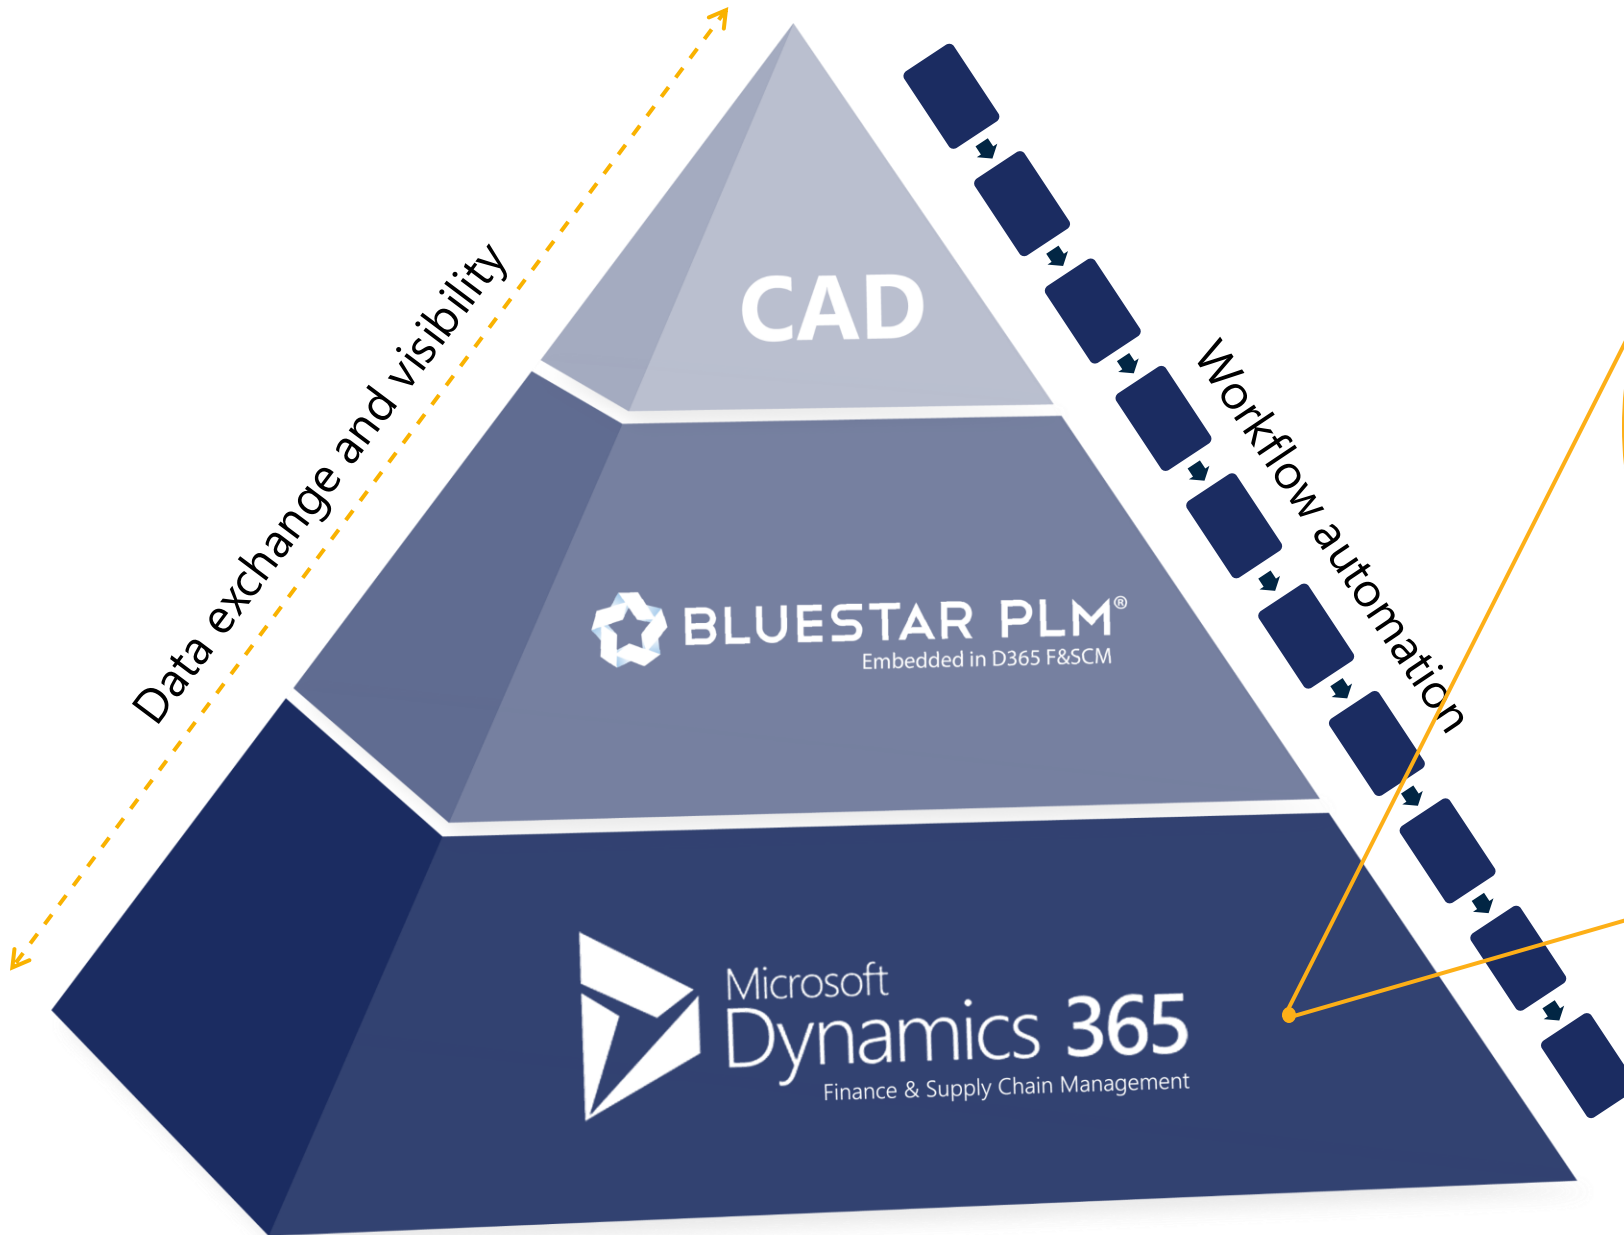 Data exchange and visibility
CAD
Workflow automation
BLUESTAR PLM®
Embedded in D365 F&SCM
Microsoft
Dynamics 365
Finance & Supply Chain Management